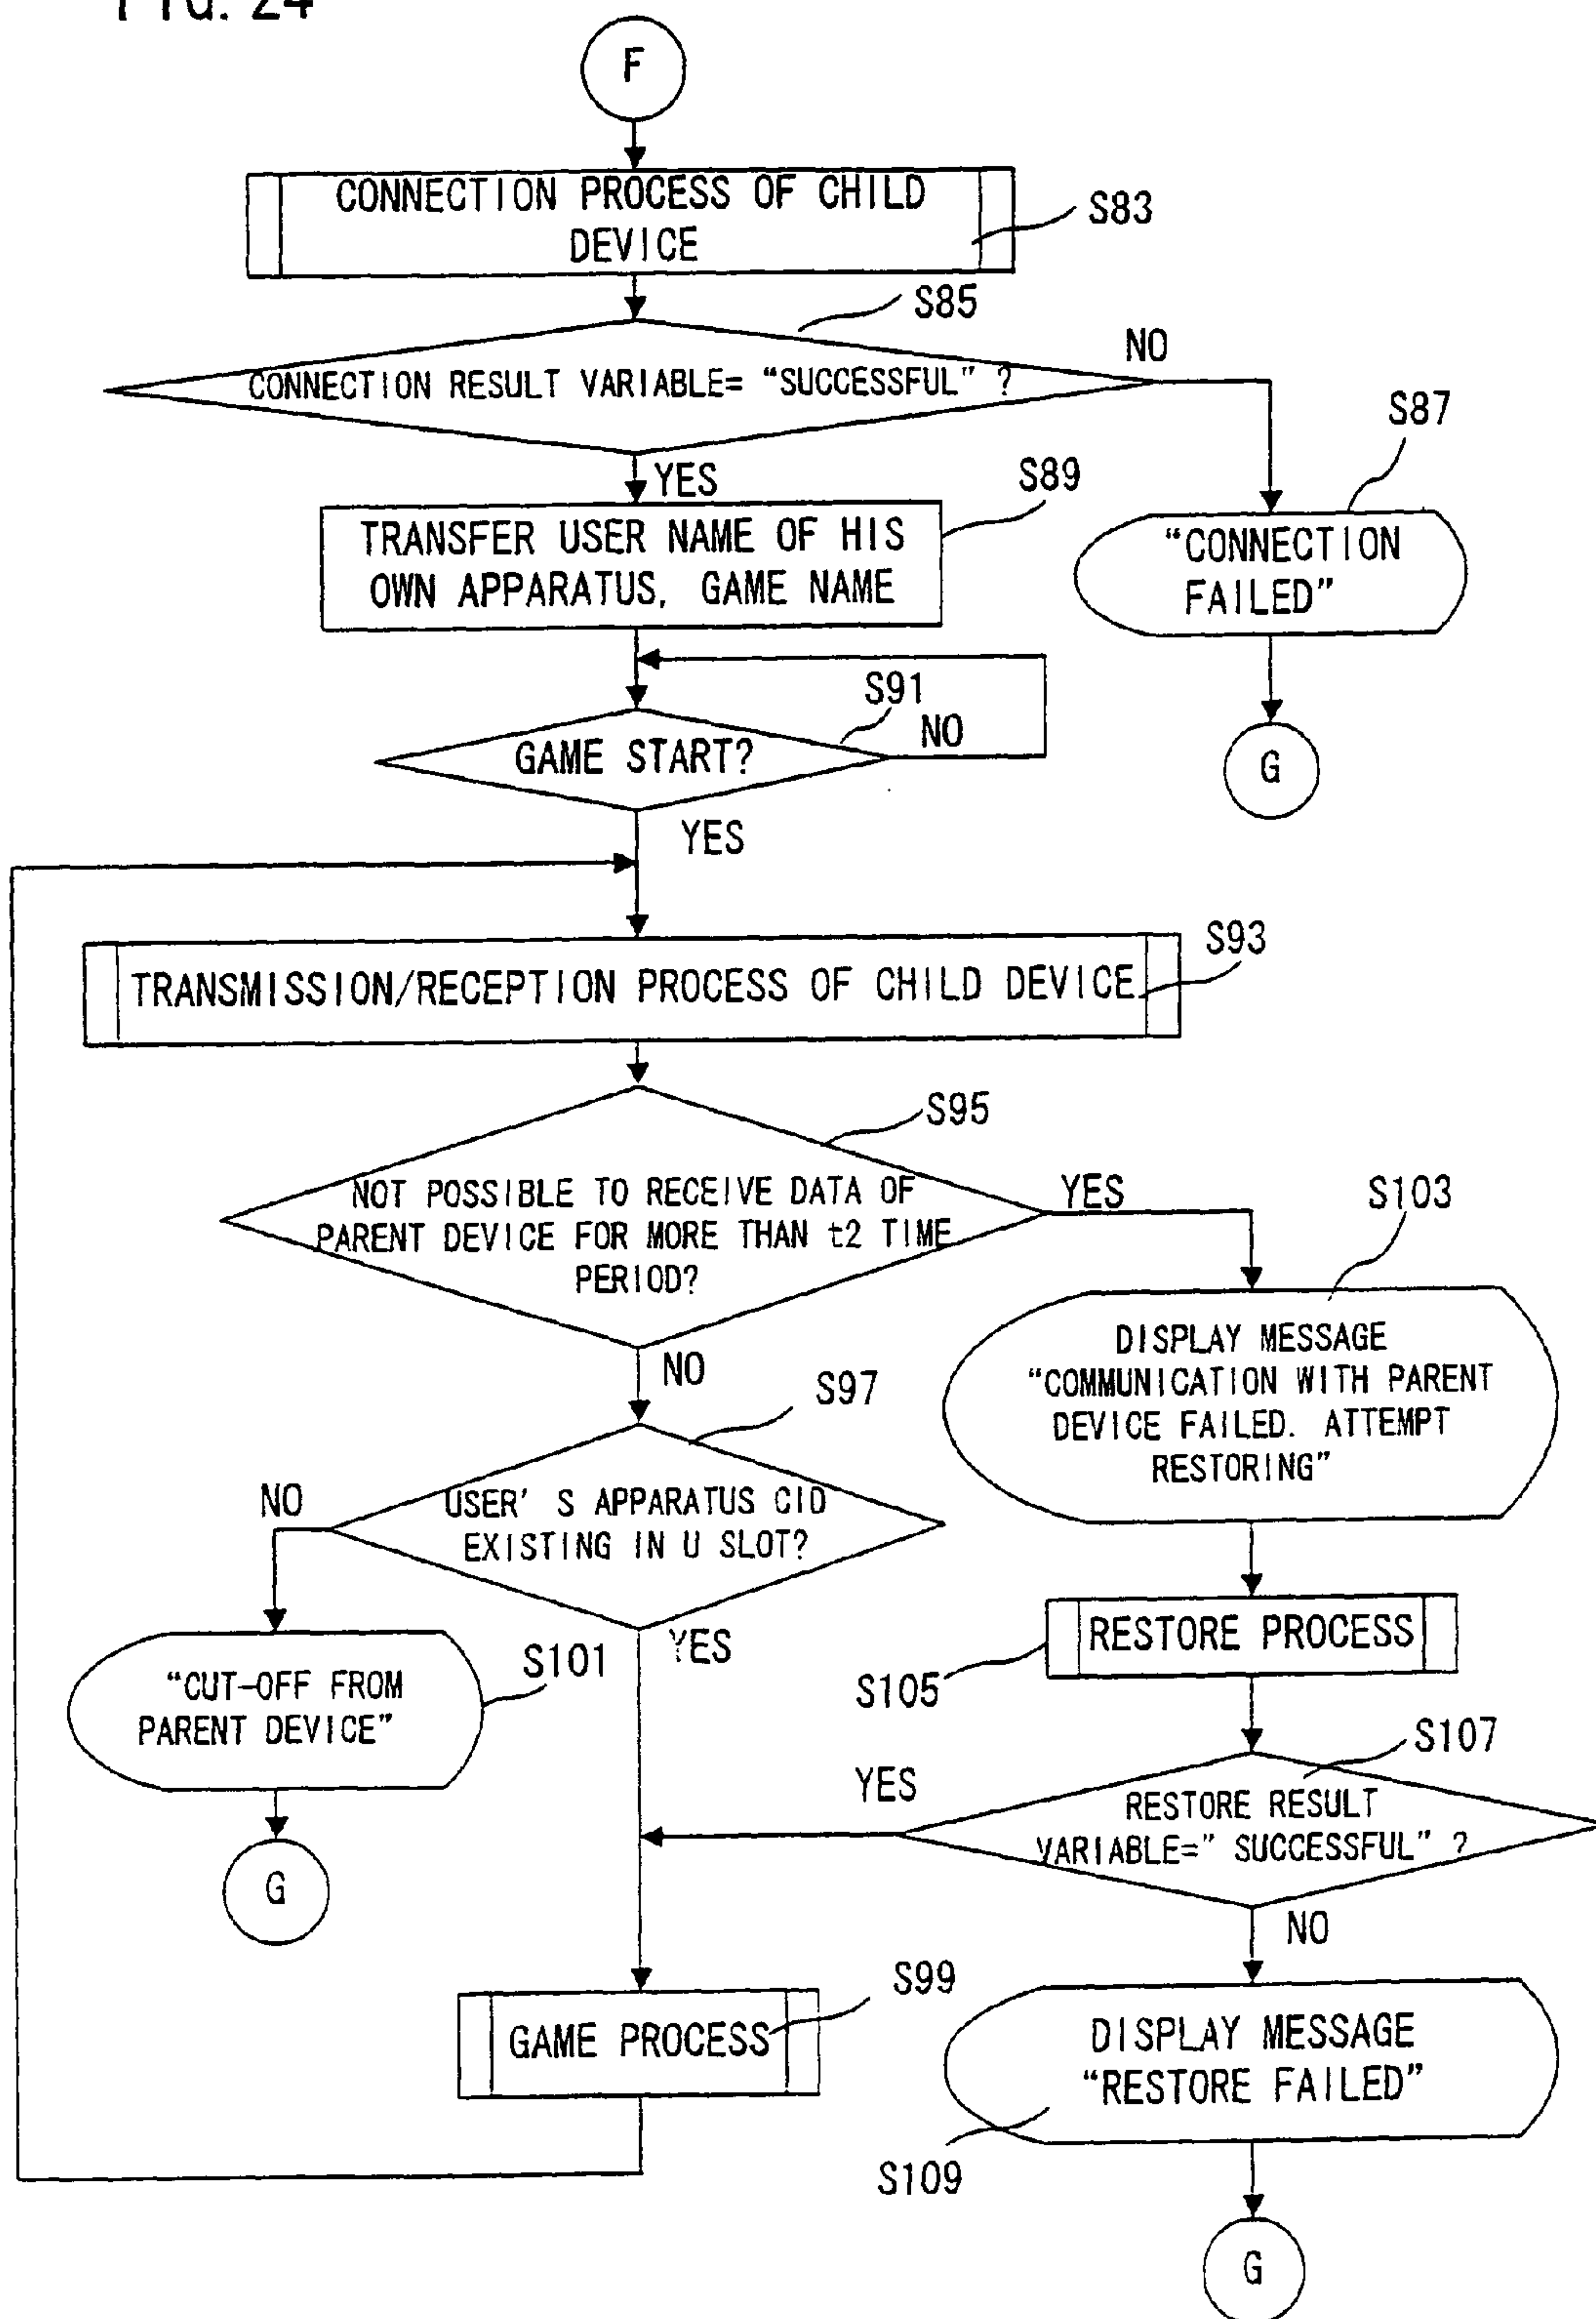 FIG. 24
F
CONNECTION PROCESS OF CHILD
DEVICE
S83
S85
CONNECTION RESULT VARIABLE= “SUCCESSFUL” ?
NO
S87
YES
S89
TRANSFER USER NAME OF HIS
OWN APPARATUS, GAME NAME
“CONNECTION
FAILED”
S91
NO
GAME START?
G
YES
S93
TRANSMISSION/RECEPTION PROCESS OF CHILD DEVICE
S95
NOT POSSIBLE TO RECEIVE DATA OF
PARENT DEVICE FOR MORE THAN t2 TIME
PERIOD?
YES
S103
DISPLAY MESSAGE
“COMMUNICATION WITH PARENT
DEVICE FAILED. ATTEMPT
RESTORING”
NO
S97
NO
USER' S APPARATUS CID
EXISTING IN U SLOT?
YES
S101
“CUT-OFF FROM
PARENT DEVICE”
G
RESTORE PROCESS
S105
S107
YES
RESTORE RESULT
VARIABLE=” SUCCESSFUL” ?
NO
S99
GAME PROCESS
DISPLAY MESSAGE
“RESTORE FAILED”
S109
G